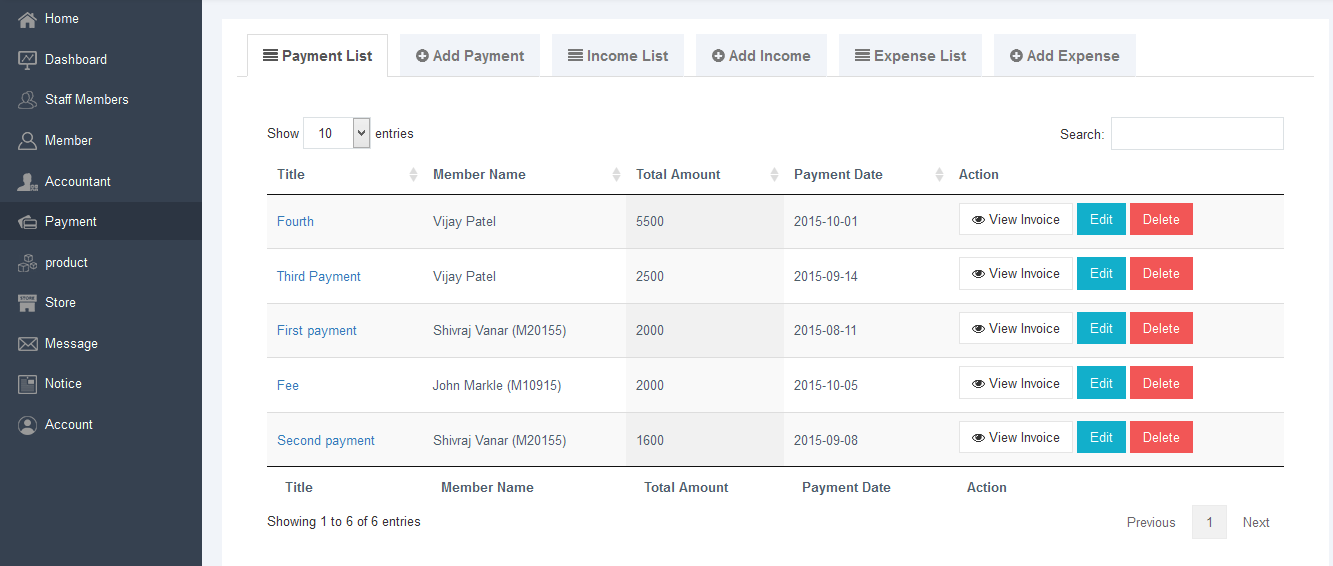 Home
Dashboard
Staff Members
Member
Accountant
Payment
product
STORE
Store
Message
Notice
Account
Payment List Add Payment Income List Add Income Expense List Add Expense
Show 10 entries Search:
Title Member Name Total Amount Payment Date Action
Fourth Vijay Patel 5500 2015-10-01 View Invoice Edit Delete
Third Payment Vijay Patel 2500 2015-09-14 View Invoice Edit Delete
First payment Shivraj Vanar (M20155) 2000 2015-08-11 View Invoice Edit Delete
Fee John Markle (M10915) 2000 2015-10-05 View Invoice Edit Delete
Second payment Shivraj Vanar (M20155) 1600 2015-09-08 View Invoice Edit Delete
Title Member Name Total Amount Payment Date Action
Showing 1 to 6 of 6 entries Previous 1 Next